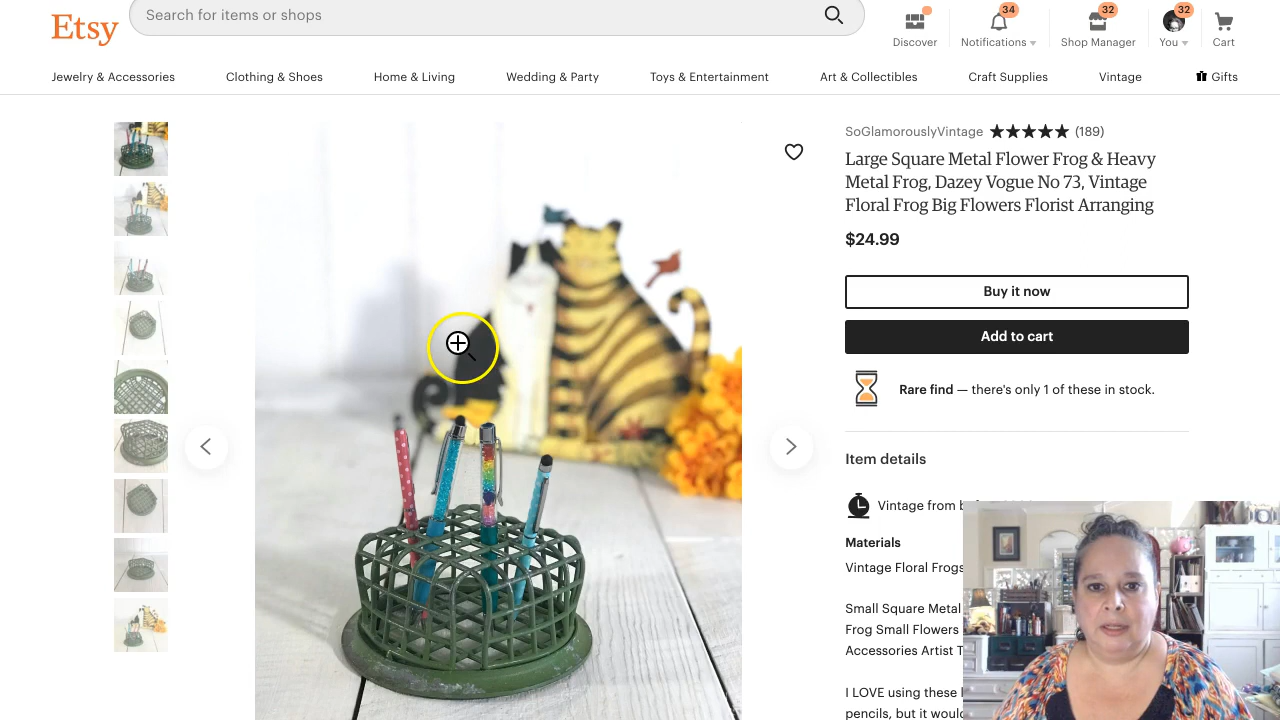 Etsy
Search for items or shops
34
32
32
Discover
Notifications
Shop Manager
You
Cart
Jewelry & Accessories
Clothing & Shoes
Home & Living
Wedding & Party
Toys & Entertainment
Art & Collectibles
Craft Supplies
Vintage
Gifts
SoGlamorouslyVintage ★★★★★ (189)
Large Square Metal Flower Frog & Heavy
Metal Frog, Dazey Vogue No 73, Vintage
Floral Frog Big Flowers Florist Arranging
$24.99
Buy it now
Add to cart
Rare find — there's only 1 of these in stock.
Item details
Vintage from
Materials
Vintage Floral Frogs
Small Square Metal
Frog Small Flowers
Accessories Artist
I LOVE using these
pencils, but it would